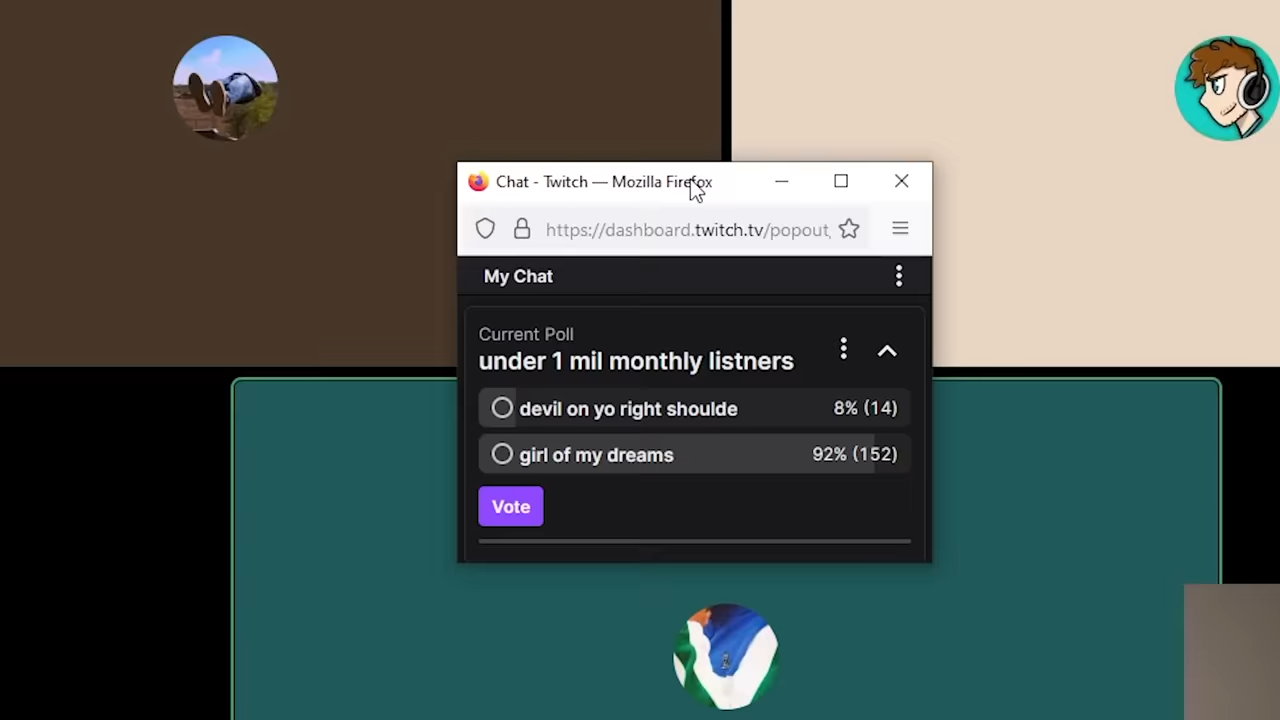 Chat - Twitch — Mozilla Firefox
https://dashboard.twitch.tv/popout
My Chat
Current Poll
under 1 mil monthly listners
devil on yo right shoulde 8% (14)
girl of my dreams 92% (152)
Vote